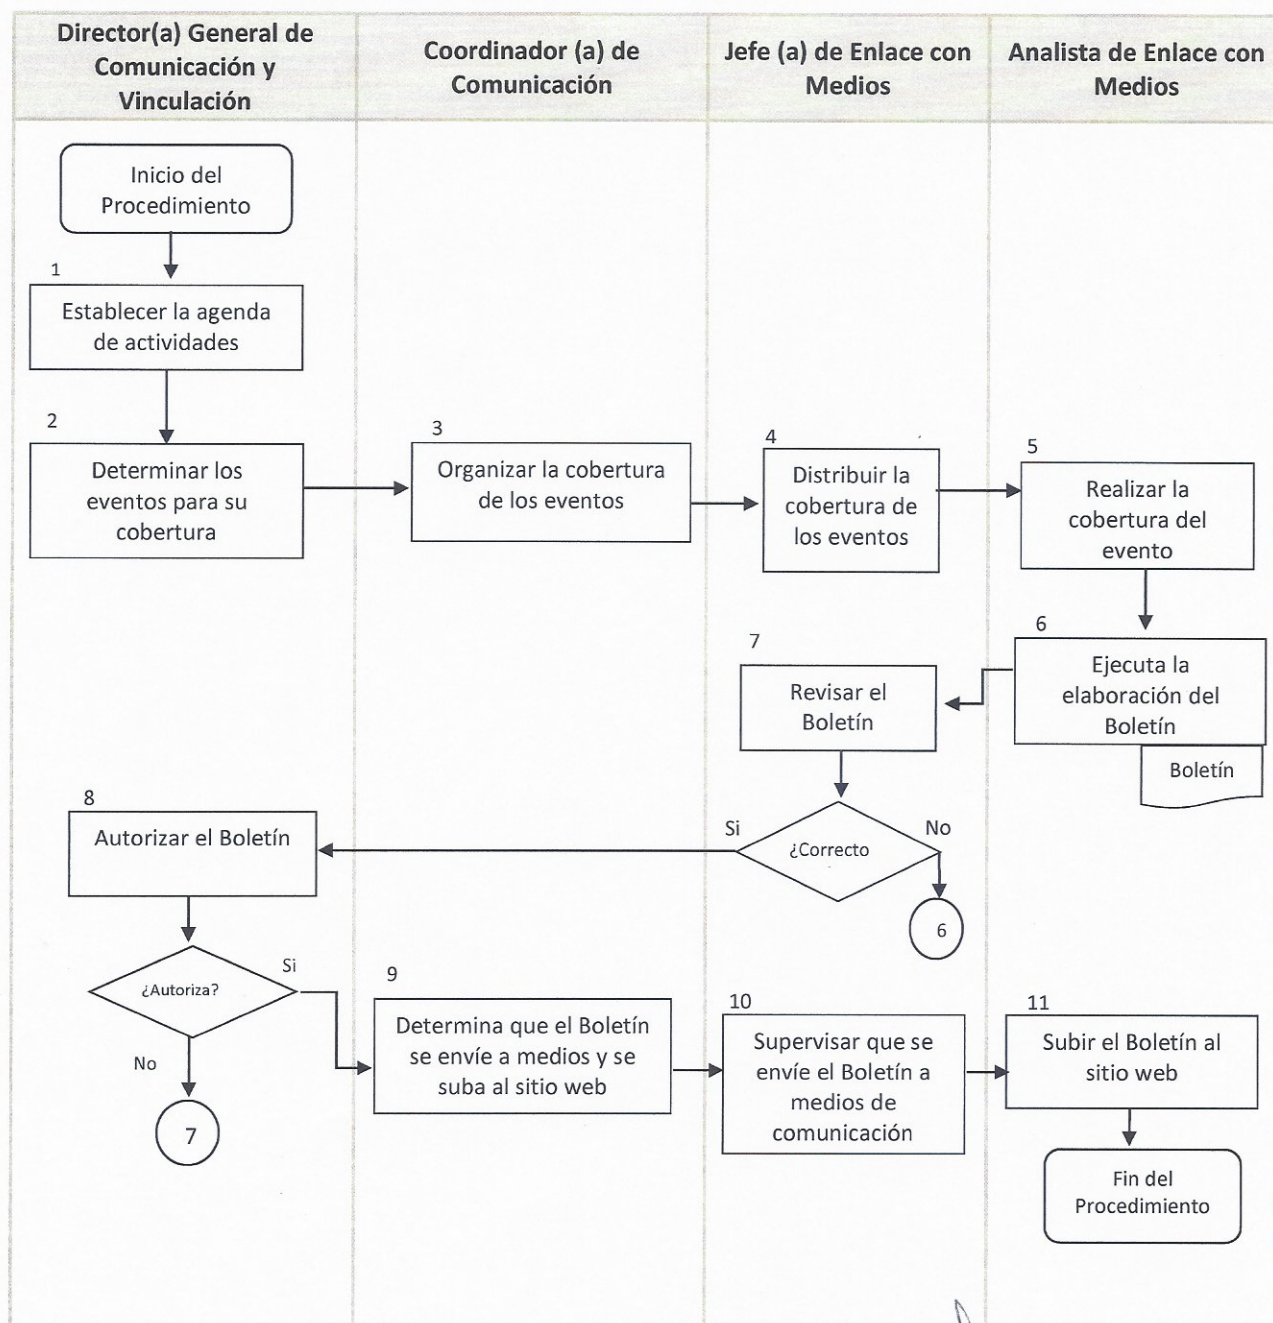 Director(a) General de
Comunicación y
Vinculación
Coordinador (a) de
Comunicación
Jefe (a) de Enlace con
Medios
Analista de Enlace con
Medios
Inicio del
Procedimiento
1
Establecer la agenda
de actividades
2
Determinar los
eventos para su
cobertura
3
Organizar la cobertura
de los eventos
4
Distribuir la
cobertura de
los eventos
5
Realizar la
cobertura del
evento
6
Ejecuta la
elaboración del
Boletín
Boletín
7
Revisar el
Boletín
Si
¿Correcto
No
6
8
Autorizar el Boletín
¿Autoriza?
Si
No
7
9
Determina que el Boletín
se envíe a medios y se
suba al sitio web
10
Supervisar que se
envíe el Boletín a
medios de
comunicación
11
Subir el Boletín al
sitio web
Fin del
Procedimiento